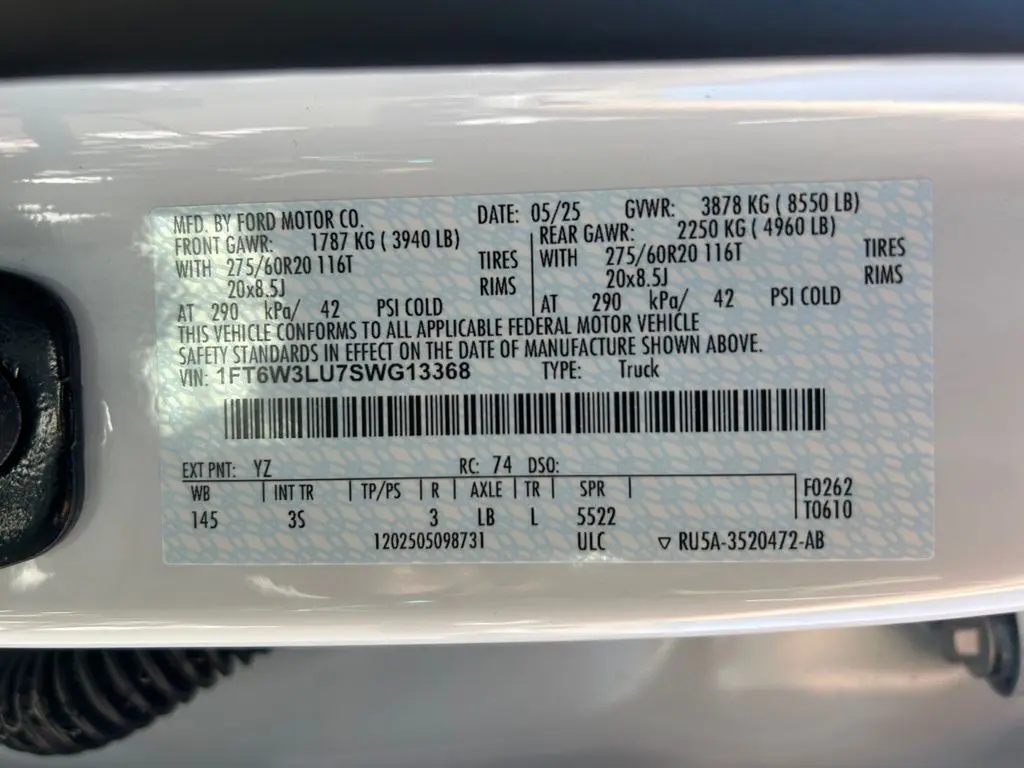 MFD. BY FORD MOTOR CO. DATE: 05/25 GVWR: 3878 KG ( 8550 LB)
FRONT GAWR: 1787 KG ( 3940 LB) REAR GAWR: 2250 KG ( 4960 LB)
WITH 275/60R20 116T TIRES WITH 275/60R20 116T TIRES
20x8.5J RIMS 20x8.5J RIMS
AT 290 kPa/ 42 PSI COLD AT 290 kPa/ 42 PSI COLD
THIS VEHICLE CONFORMS TO ALL APPLICABLE FEDERAL MOTOR VEHICLE
SAFETY STANDARDS IN EFFECT ON THE DATE OF MANUFACTURE SHOWN ABOVE.
VIN: 1FT6W3LU7SWG13368 TYPE: Truck
EXT PNT: YZ RC: 74 DSO:
WB INT TR TP/PS R AXLE TR SPR F0262
145 3S 3 LB L 5522 T0610
1202505098731 ULC ▽ RU5A-3520472-AB